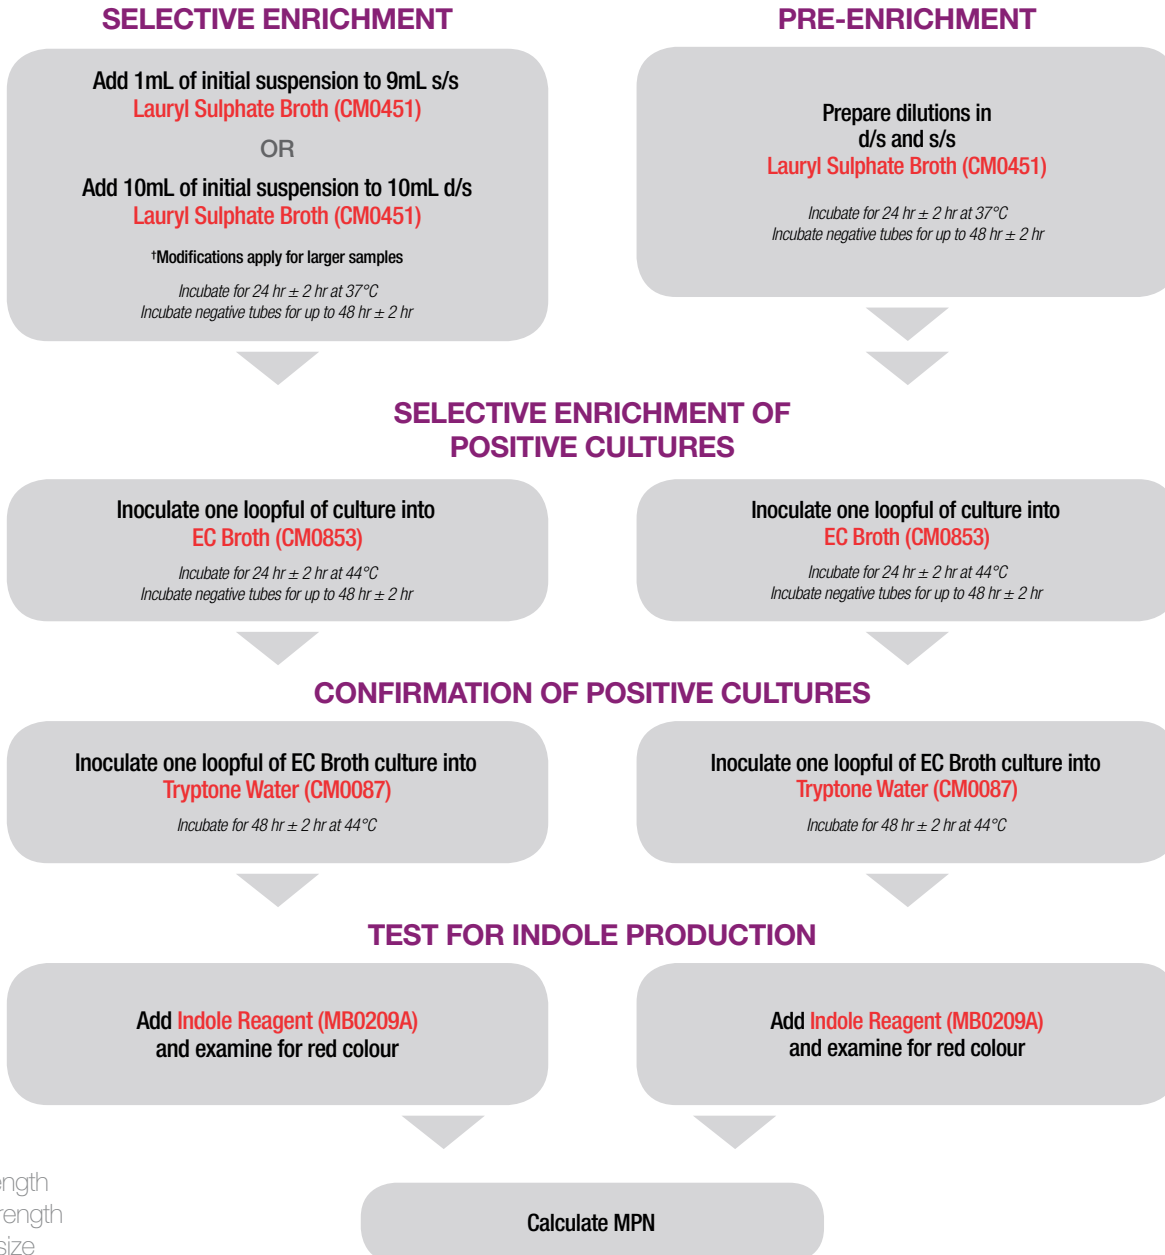 SELECTIVE ENRICHMENT
Add 1mL of initial suspension to 9mL s/s
Lauryl Sulphate Broth (CM0451)
OR
Add 10mL of initial suspension to 10mL d/s
Lauryl Sulphate Broth (CM0451)
†Modifications apply for larger samples
Incubate for 24 hr ± 2 hr at 37°C
Incubate negative tubes for up to 48 hr ± 2 hr
PRE-ENRICHMENT
Prepare dilutions in
d/s and s/s
Lauryl Sulphate Broth (CM0451)
Incubate for 24 hr ± 2 hr at 37°C
Incubate negative tubes for up to 48 hr ± 2 hr
SELECTIVE ENRICHMENT OF
POSITIVE CULTURES
Inoculate one loopful of culture into
EC Broth (CM0853)
Incubate for 24 hr ± 2 hr at 44°C
Incubate negative tubes for up to 48 hr ± 2 hr
Inoculate one loopful of culture into
EC Broth (CM0853)
Incubate for 24 hr ± 2 hr at 44°C
Incubate negative tubes for up to 48 hr ± 2 hr
CONFIRMATION OF POSITIVE CULTURES
Inoculate one loopful of EC Broth culture into
Tryptone Water (CM0087)
Incubate for 48 hr ± 2 hr at 44°C
Inoculate one loopful of EC Broth culture into
Tryptone Water (CM0087)
Incubate for 48 hr ± 2 hr at 44°C
TEST FOR INDOLE PRODUCTION
Add Indole Reagent (MB0209A)
and examine for red colour
Add Indole Reagent (MB0209A)
and examine for red colour
Calculate MPN
size